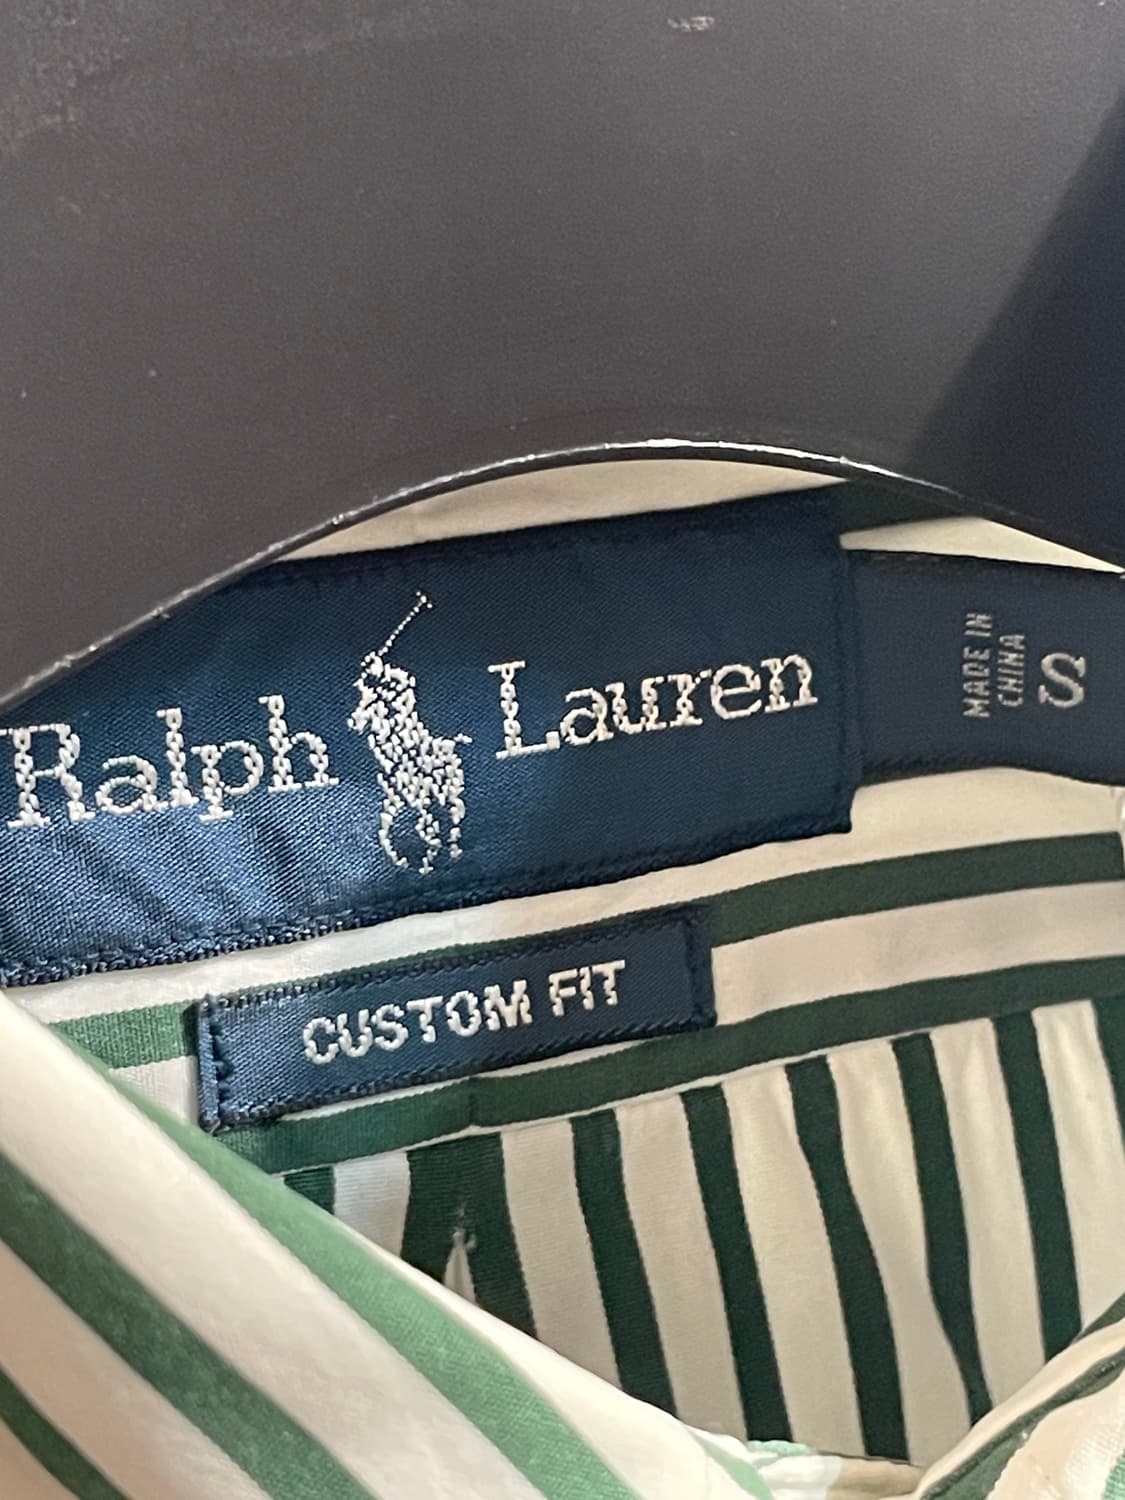 Ralph Lauren
MADE IN
CHINA
S
CUSTOM FIT